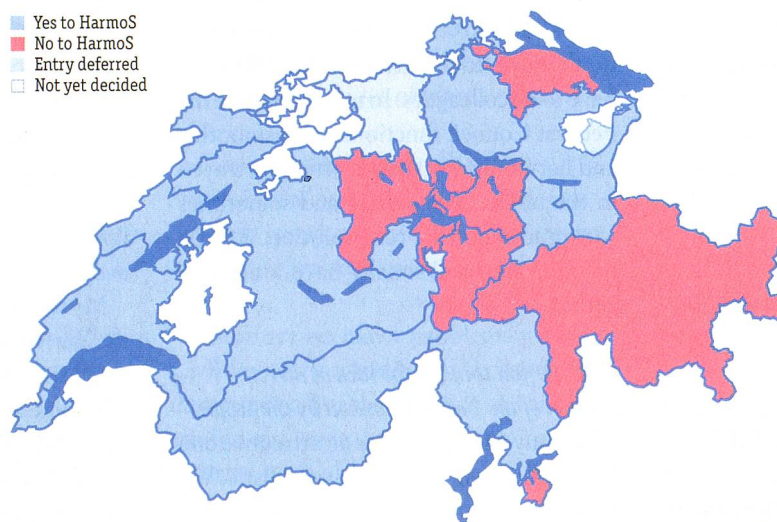 Yes to HarmoS
No to HarmoS
Entry deferred
Not yet decided